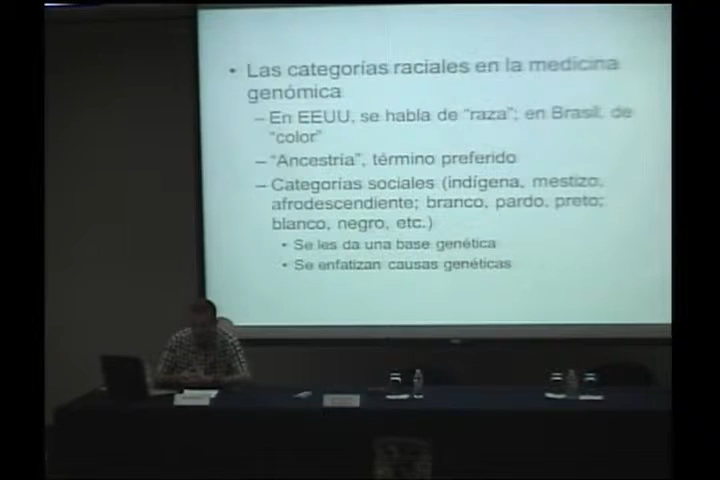 • Las categorías raciales en la medicina
genómica
– En EEUU, se habla de “raza”; en Brasil, de
“color”
– “Ancestría”, término preferido
– Categorías sociales (indígena, mestizo,
afrodescendiente; branco, pardo, preto;
blanco, negro, etc.)
• Se les da una base genética
• Se enfatizan causas genéticas